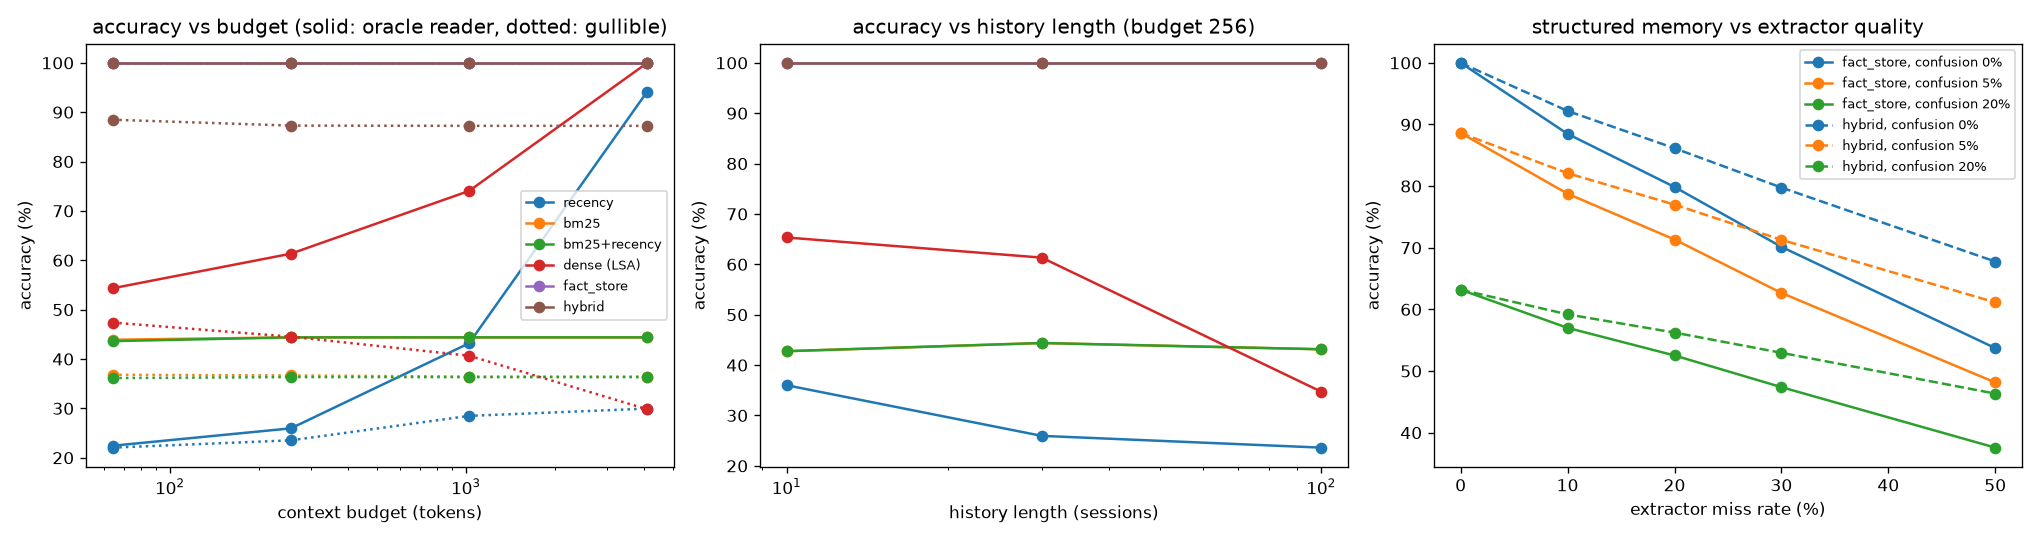 accuracy vs budget (solid: oracle reader, dotted: gullible)
accuracy (%)
100
90
80
70
60
50
40
30
20
recency
bm25
bm25+recency
dense (LSA)
fact_store
hybrid
10²
10³
context budget (tokens)
accuracy vs history length (budget 256)
accuracy (%)
100
90
80
70
60
50
40
30
20
10¹
10²
history length (sessions)
structured memory vs extractor quality
accuracy (%)
100
90
80
70
60
50
40
fact_store, confusion 0%
fact_store, confusion 5%
fact_store, confusion 20%
hybrid, confusion 0%
hybrid, confusion 5%
hybrid, confusion 20%
0
10
20
30
40
50
extractor miss rate (%)